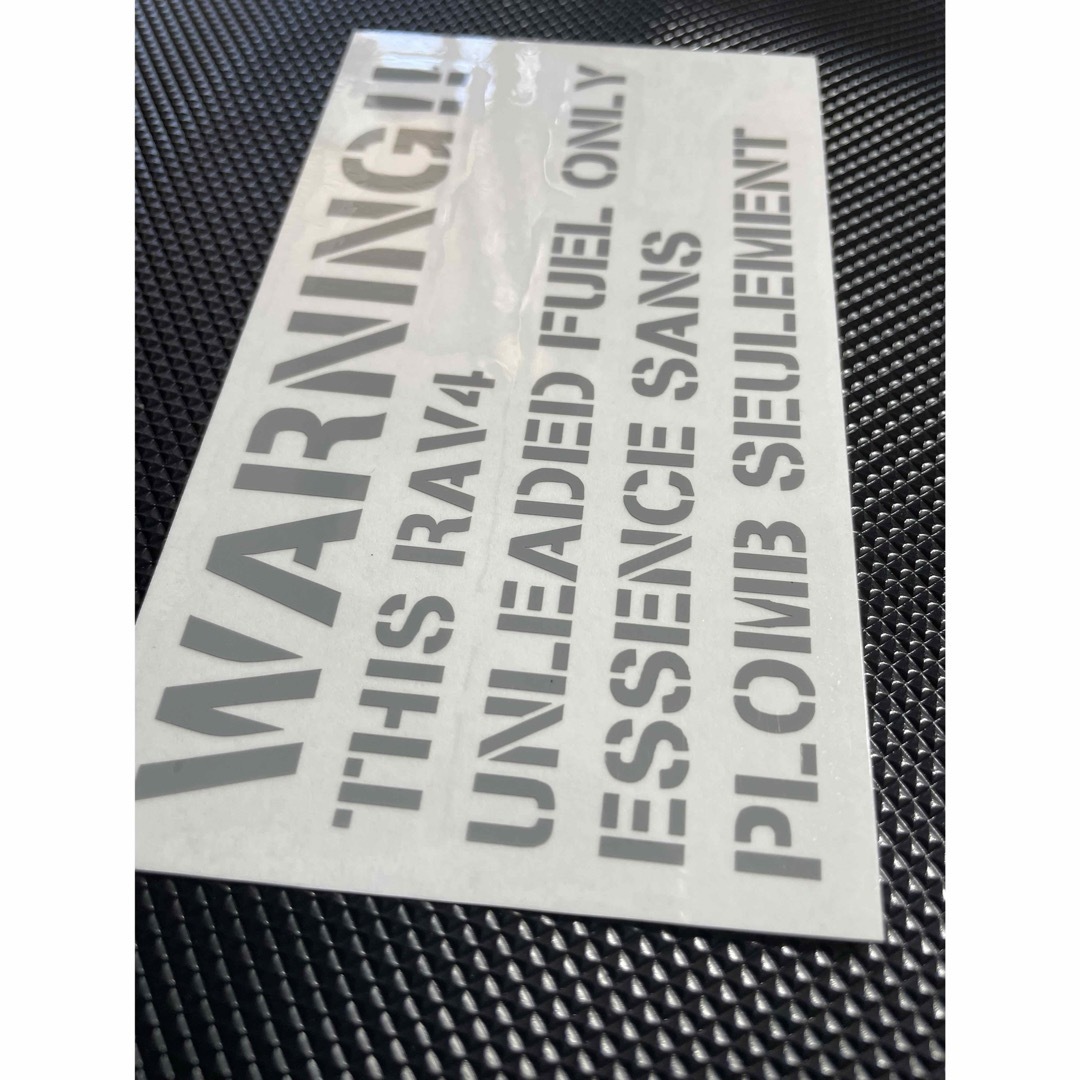 WARNING!!
THIS RAV4
UNLEADED FUEL ONLY
ESSENCE SANS
PLOMB SEULEMENT